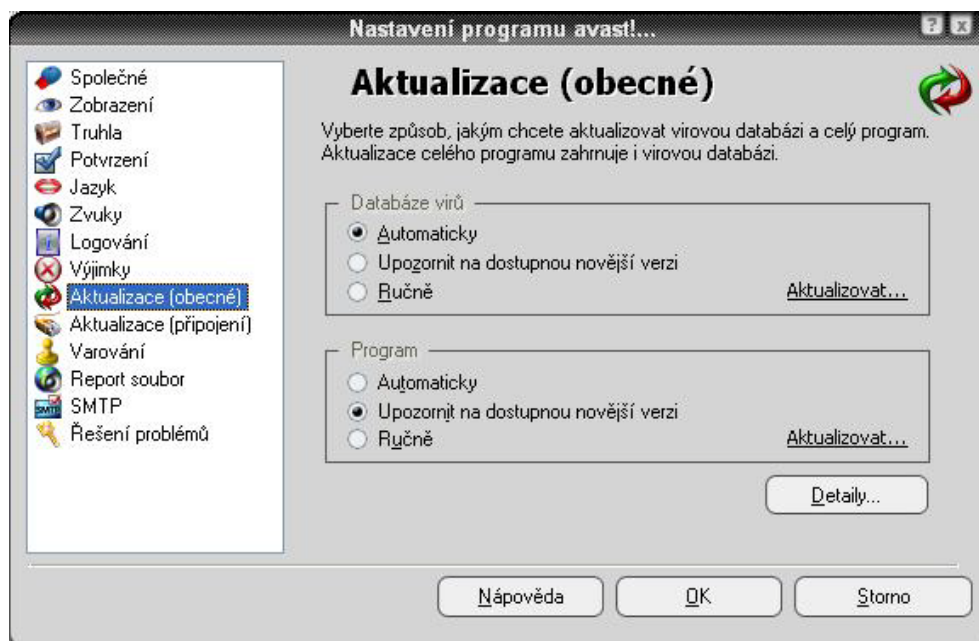 Nastavení programu avast!...
Společné
Zobrazení
Truhla
Potvrzení
Jazyk
Zvuky
Logování
Výjimky
Aktualizace (obecné)
Aktualizace (připojení)
Varování
Report soubor
SMTP
Řešení problémů
Aktualizace (obecné)
Vyberte způsob, jakým chcete aktualizovat virovou databázi a celý program.
Aktualizace celého programu zahrnuje i virovou databázi.
Databáze virů
Automaticky
Upozornit na dostupnou novější verzi
Ručně
Aktualizovat...
Program
Automaticky
Upozornit na dostupnou novější verzi
Ručně
Aktualizovat...
Detaily...
Nápověda
OK
Storno